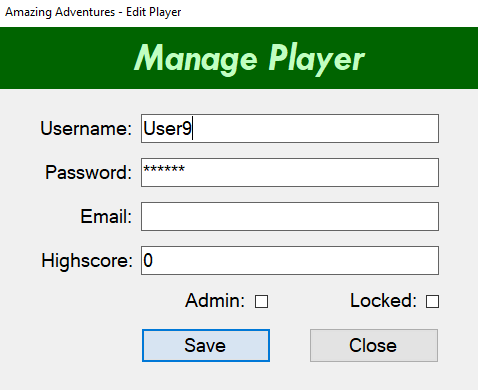 Amazing Adventures - Edit Player
Manage Player
Username: User9
Password: ******
Email:
Highscore: 0
Admin: Locked:
Save Close